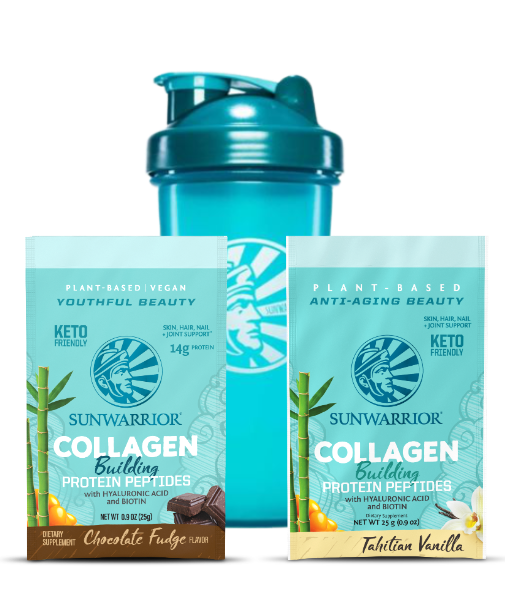 PLANT-BASED | VEGAN
YOUTHFUL BEAUTY
KETO
FRIENDLY
SKIN, HAIR, NAIL
+ JOINT SUPPORT*
14g PROTEIN
SUNWARRIOR
COLLAGEN
Building
PROTEIN PEPTIDES
with HYALURONIC ACID
and BIOTIN
NET WT 0.9 OZ (25g)
DIETARY
SUPPLEMENT
Chocolate Fudge FLAVOR
PLANT-BASED
ANTI-AGING BEAUTY
SKIN, HAIR, NAIL
+ JOINT SUPPORT
KETO
FRIENDLY
SUNWARRIOR
COLLAGEN
Building
PROTEIN PEPTIDES
with HYALURONIC ACID
and BIOTIN
Dietary Supplement
NET WT 25 g (0.9 oz)
Tahitian Vanilla